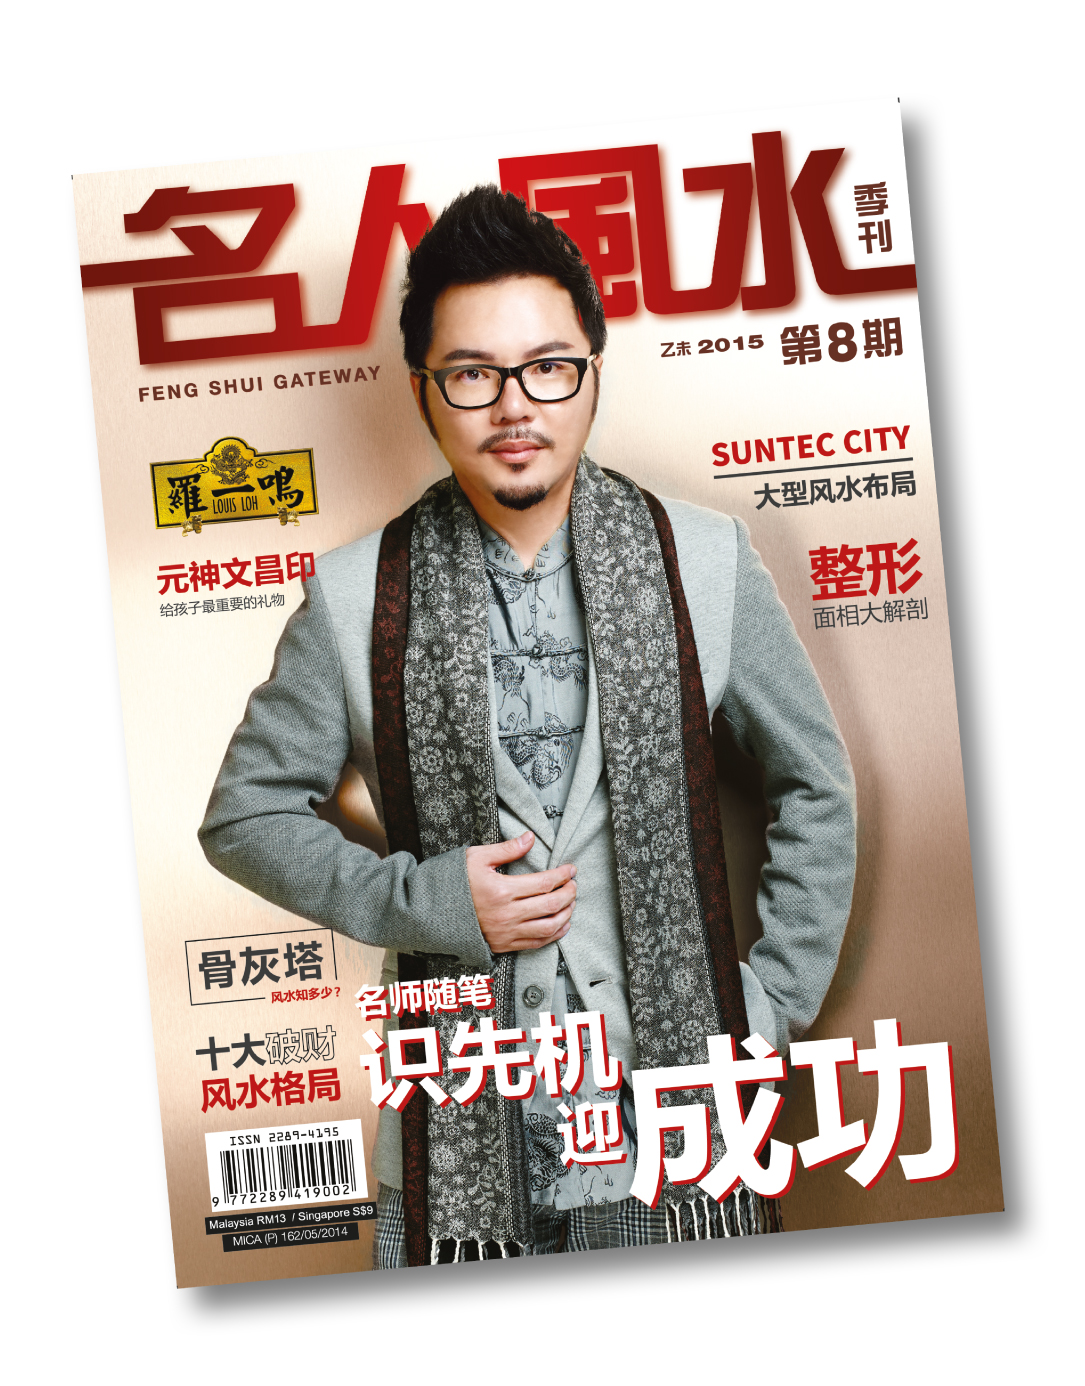 名人風水
季刊
FENG SHUI GATEWAY
乙未 2015 第8期
羅一鳴
LOUIS LOH
元神文昌印
给孩子最重要的礼物
SUNTEC CITY
大型风水布局
整形
面相大解剖
骨灰塔
风水知多少?
十大破财
风水格局
名师随笔
识先机
迎
成功
ISSN 2289-4195
9 772289 419002
Malaysia RM13 / Singapore S$9
MICA (P) 162/05/2014